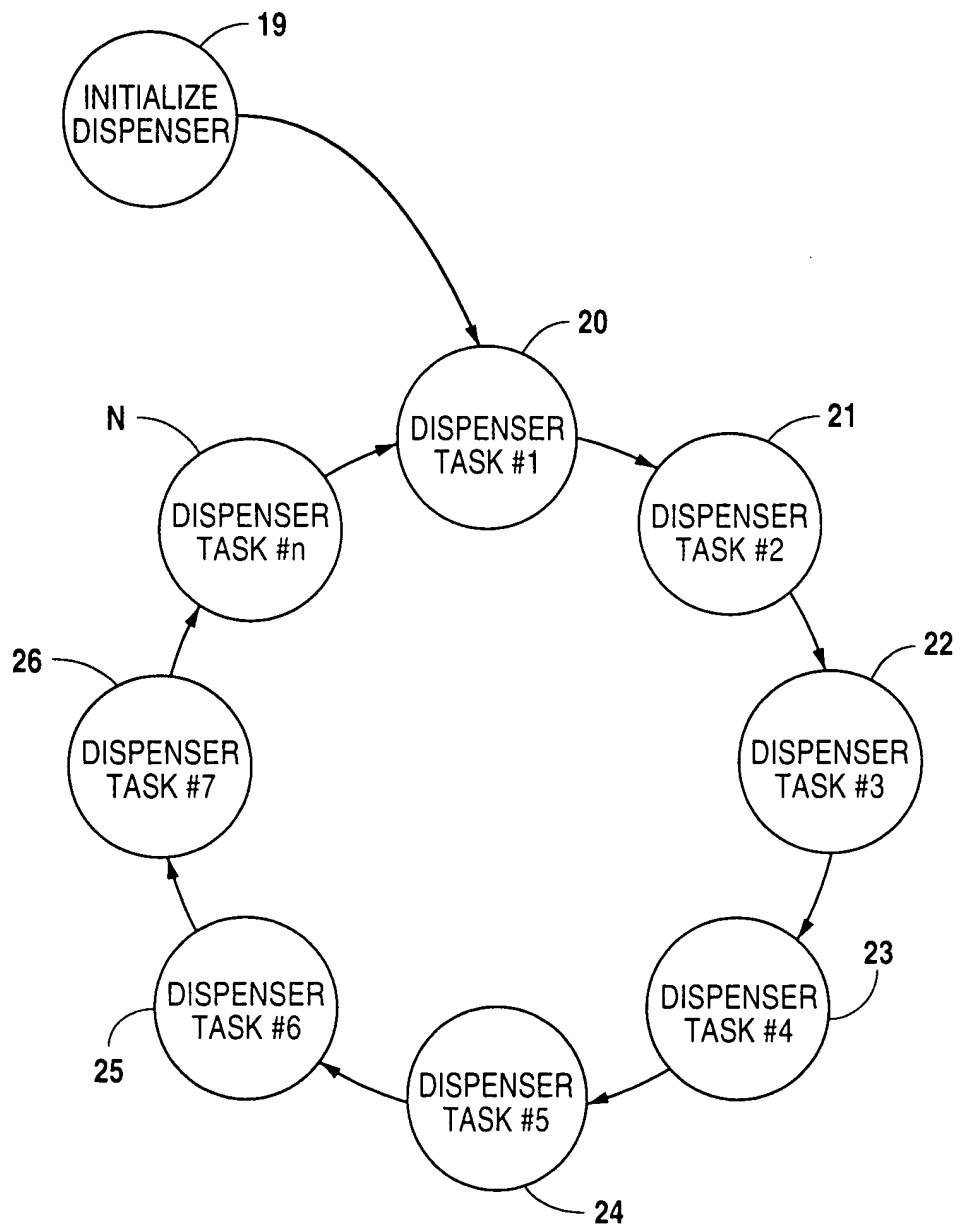 19
INITIALIZE
DISPENSER
20
DISPENSER
TASK #1
21
DISPENSER
TASK #2
22
DISPENSER
TASK #3
23
DISPENSER
TASK #4
24
DISPENSER
TASK #5
25
DISPENSER
TASK #6
26
DISPENSER
TASK #7
N
DISPENSER
TASK #n